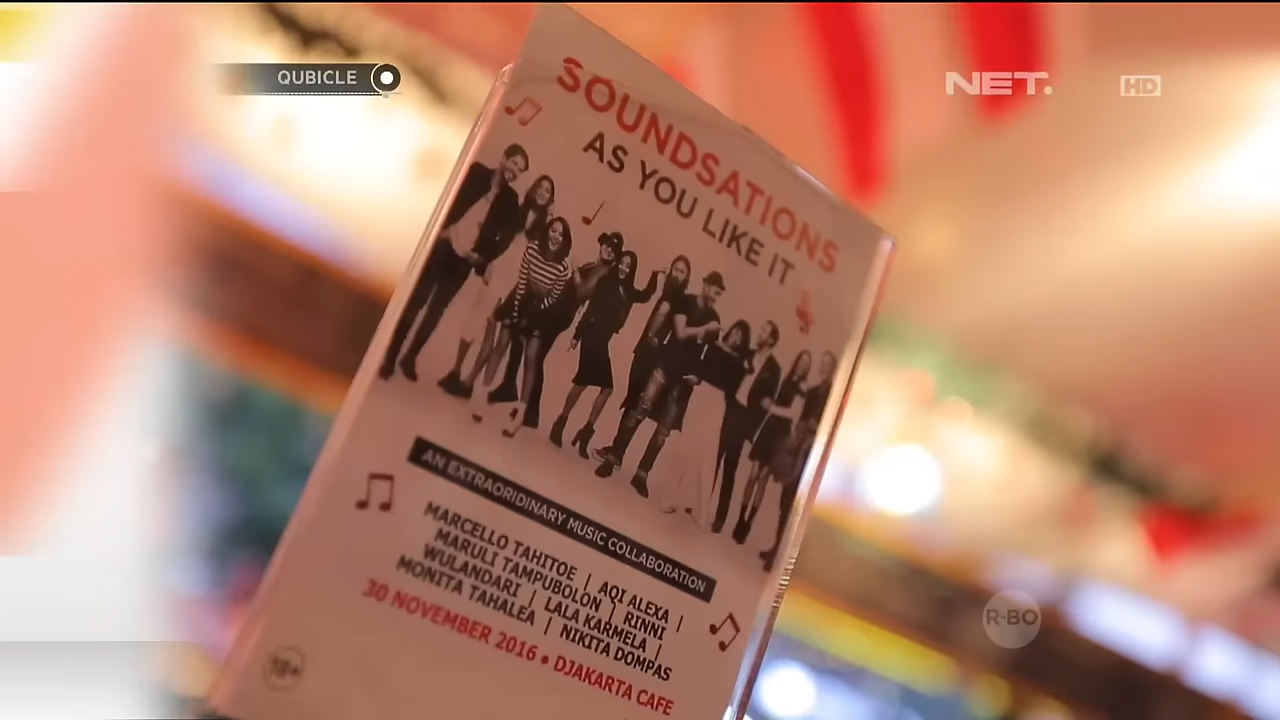 QUBICLE
NET.
HD
SOUNDSATIONS
AS YOU LIKE IT
AN EXTRAORIDINARY MUSIC COLLABORATION
MARCELLO TAHITOE | AQI ALEXA |
MARULI TAMPUBOLON | RINNI
WULANDARI | LALA KARMELA |
MONITA TAHALEA | NIKITA DOMPAS
30 NOVEMBER 2016 • DJAKARTA CAFE
18+
R-BO